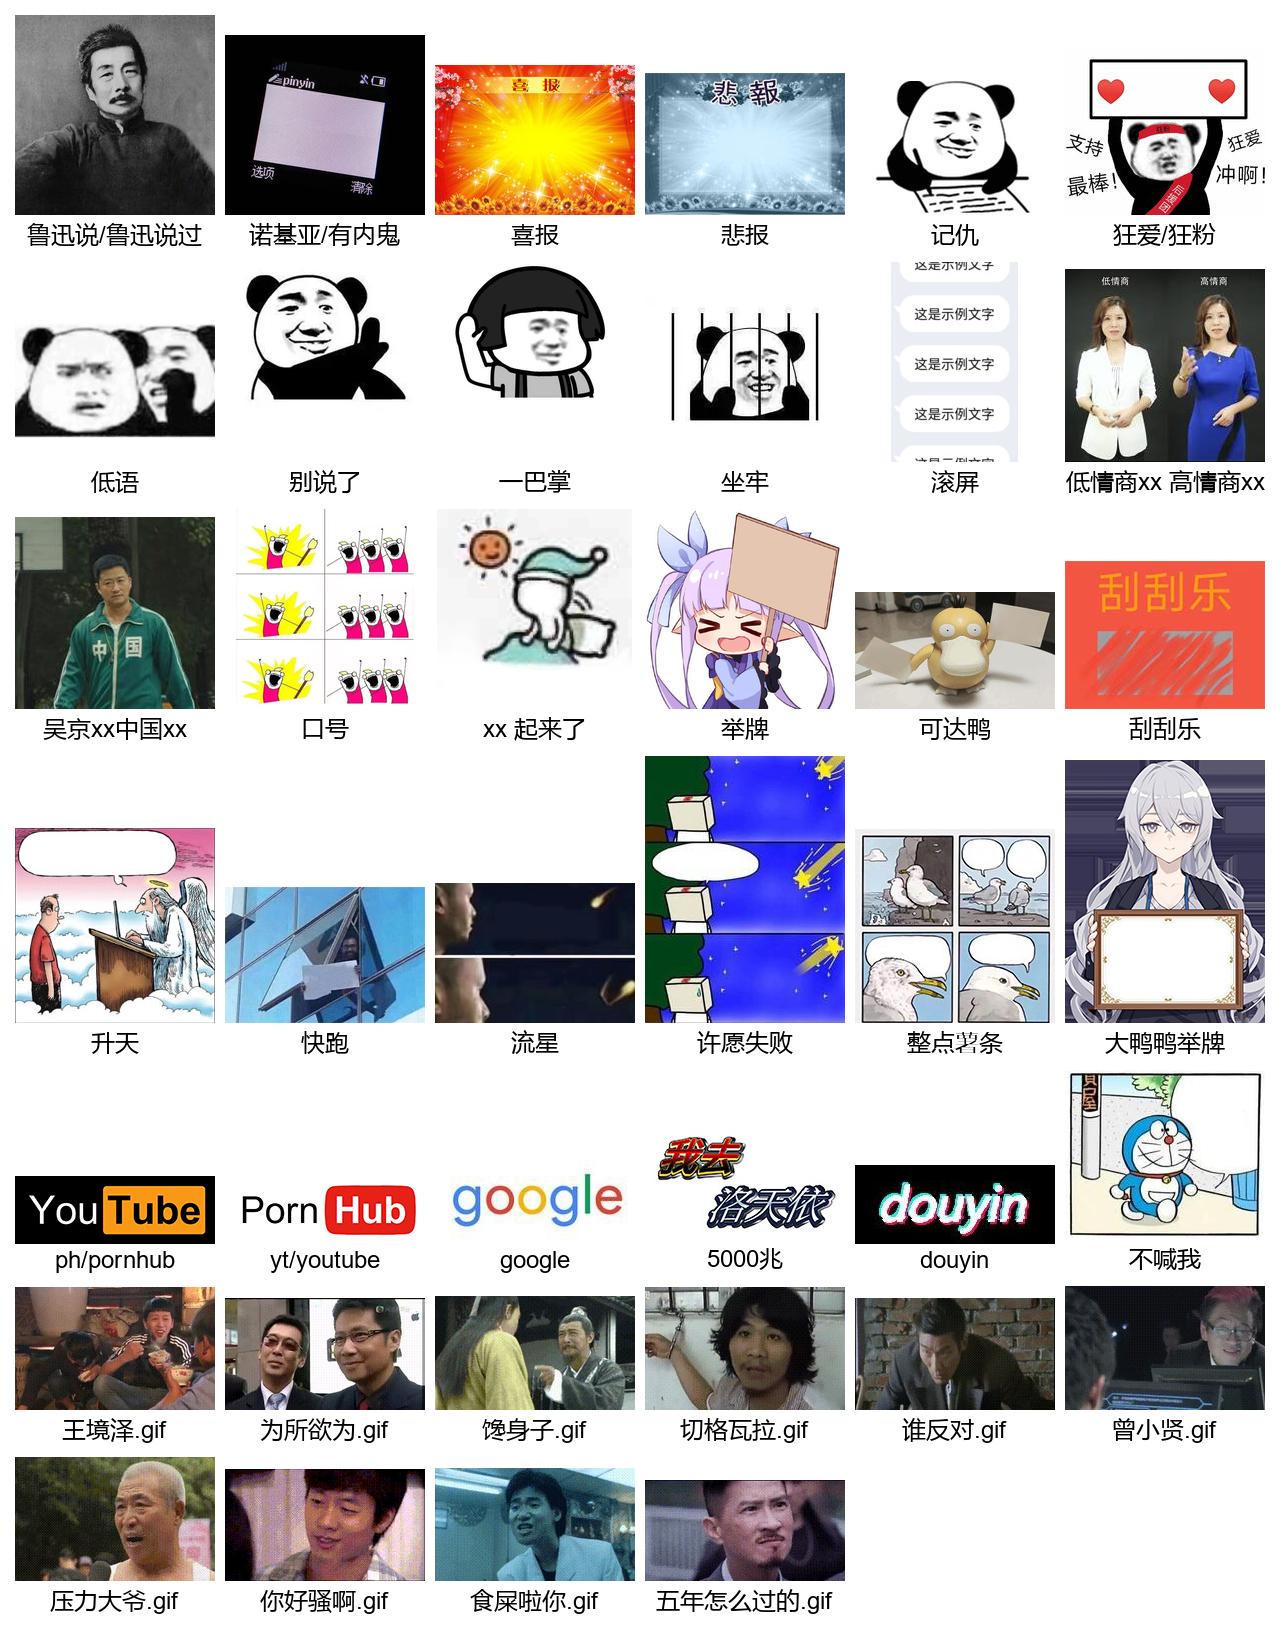 pinyin
选项
清除
喜报
悲報
狂粉
支持
狂爱
最棒!
冲啊!
后援团
鲁迅说/鲁迅说过
诺基亚/有内鬼
喜报
悲报
记仇
狂爱/狂粉
这是示例文字
这是示例文字
这是示例文字
这是示例文字
这是示例文字
低情商
高情商
低语
别说了
一巴掌
坐牢
滚屏
低情商xx 高情商xx
中国
刮刮乐
吴京xx中国xx
口号
xx 起来了
举牌
可达鸭
刮刮乐
升天
快跑
流星
许愿失败
整点薯条
大鸭鸭举牌
YouTube
PornHub
google
我去
洛天依
douyin
ph/pornhub
yt/youtube
google
5000兆
douyin
不喊我
王境泽.gif
为所欲为.gif
馋身子.gif
切格瓦拉.gif
谁反对.gif
曾小贤.gif
压力大爷.gif
你好骚啊.gif
食屎啦你.gif
五年怎么过的.gif